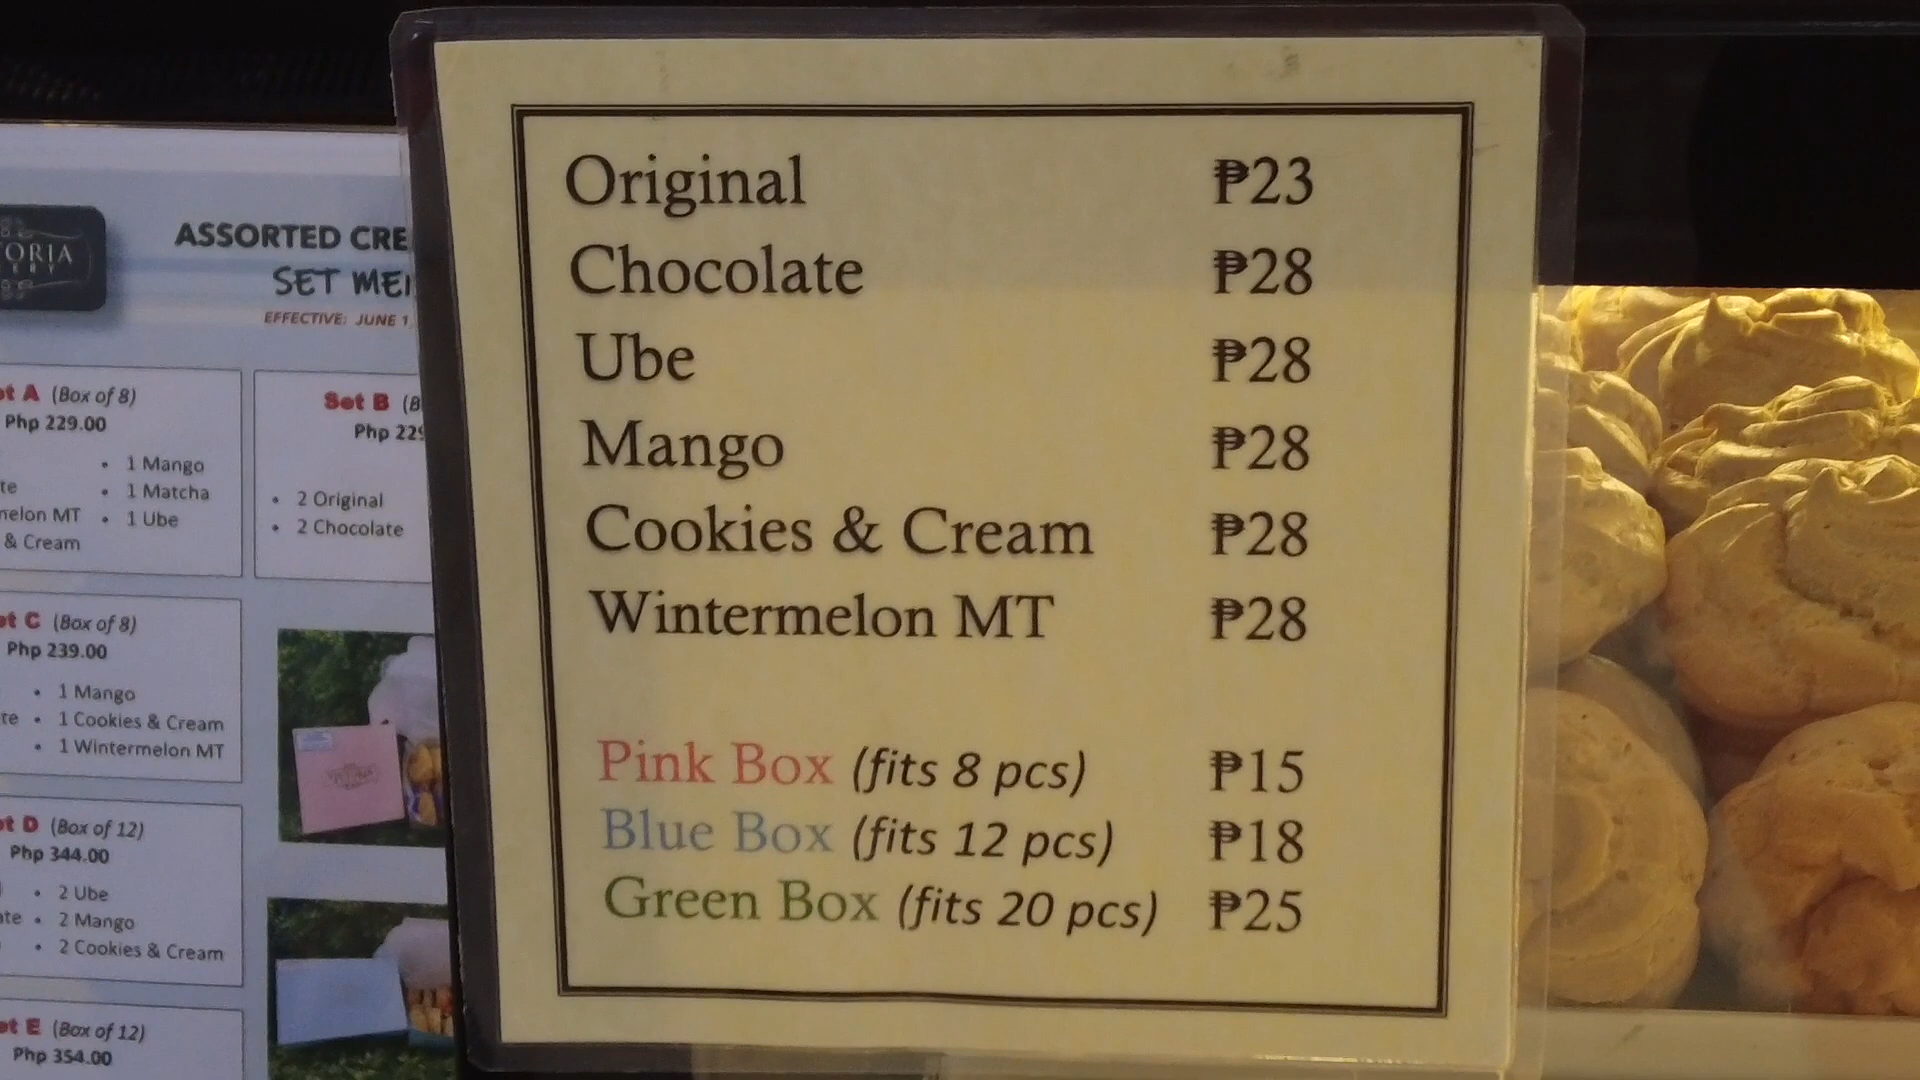 ASSORTED
SET
EFFECTIVE: JUNE 1
(Box of 8)
Php 229.00
1 Mango
1 Matcha
MT • 1 Ube
& Cream
Set B
Php
• 2 Original
• 2 Chocolate
C (Box of 8)
Php 239.00
• 1 Mango
• 1 Cookies & Cream
• 1 Wintermelon MT
D (Box of 12)
Php 344.00
• 2 Ube
• 2 Mango
• 2 Cookies & Cream
E (Box of 12)
Php 354.00
Original ₱23
Chocolate ₱28
Ube ₱28
Mango ₱28
Cookies & Cream ₱28
Wintermelon MT ₱28
Pink Box (fits 8 pcs) ₱15
Blue Box (fits 12 pcs) ₱18
Green Box (fits 20 pcs) ₱25